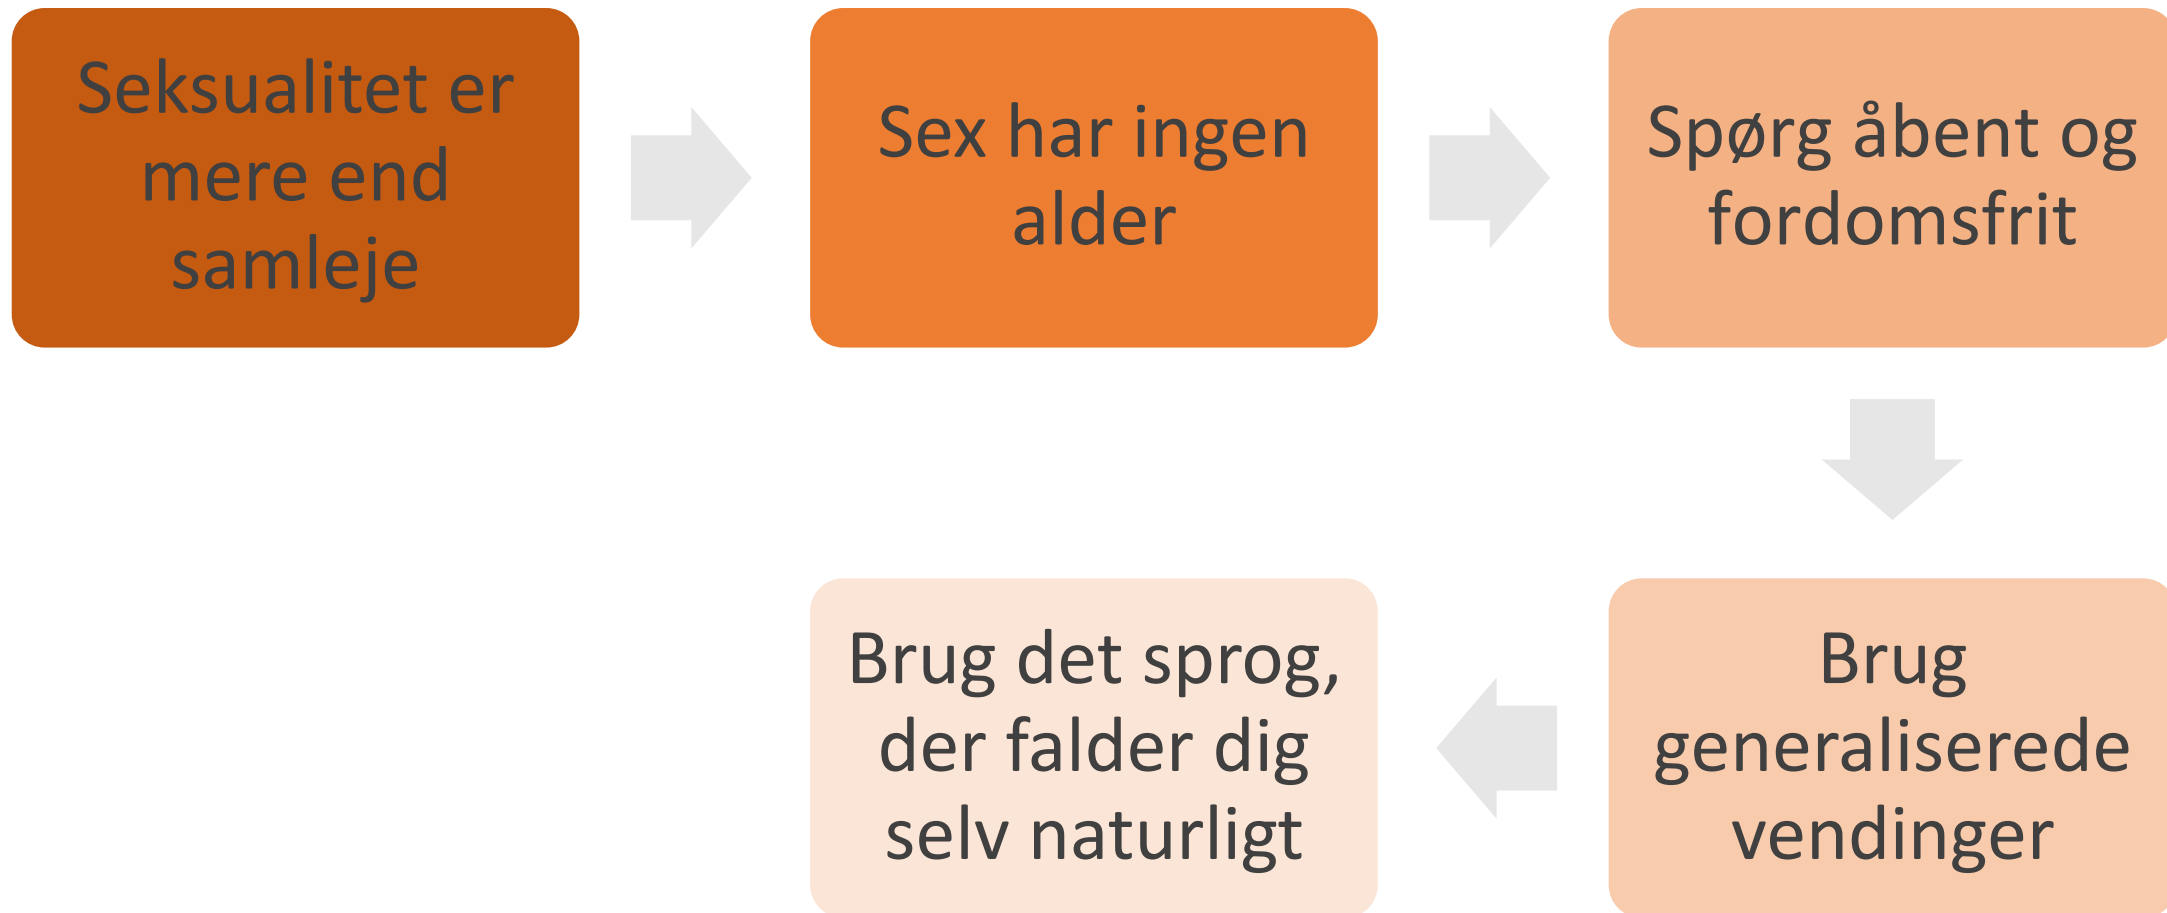 Seksualitet er
mere end
samleje
Sex har ingen
alder
Spørg åbent og
fordomsfrit
Brug
generaliserede
vendinger
Brug det sprog,
der falder dig
selv naturligt